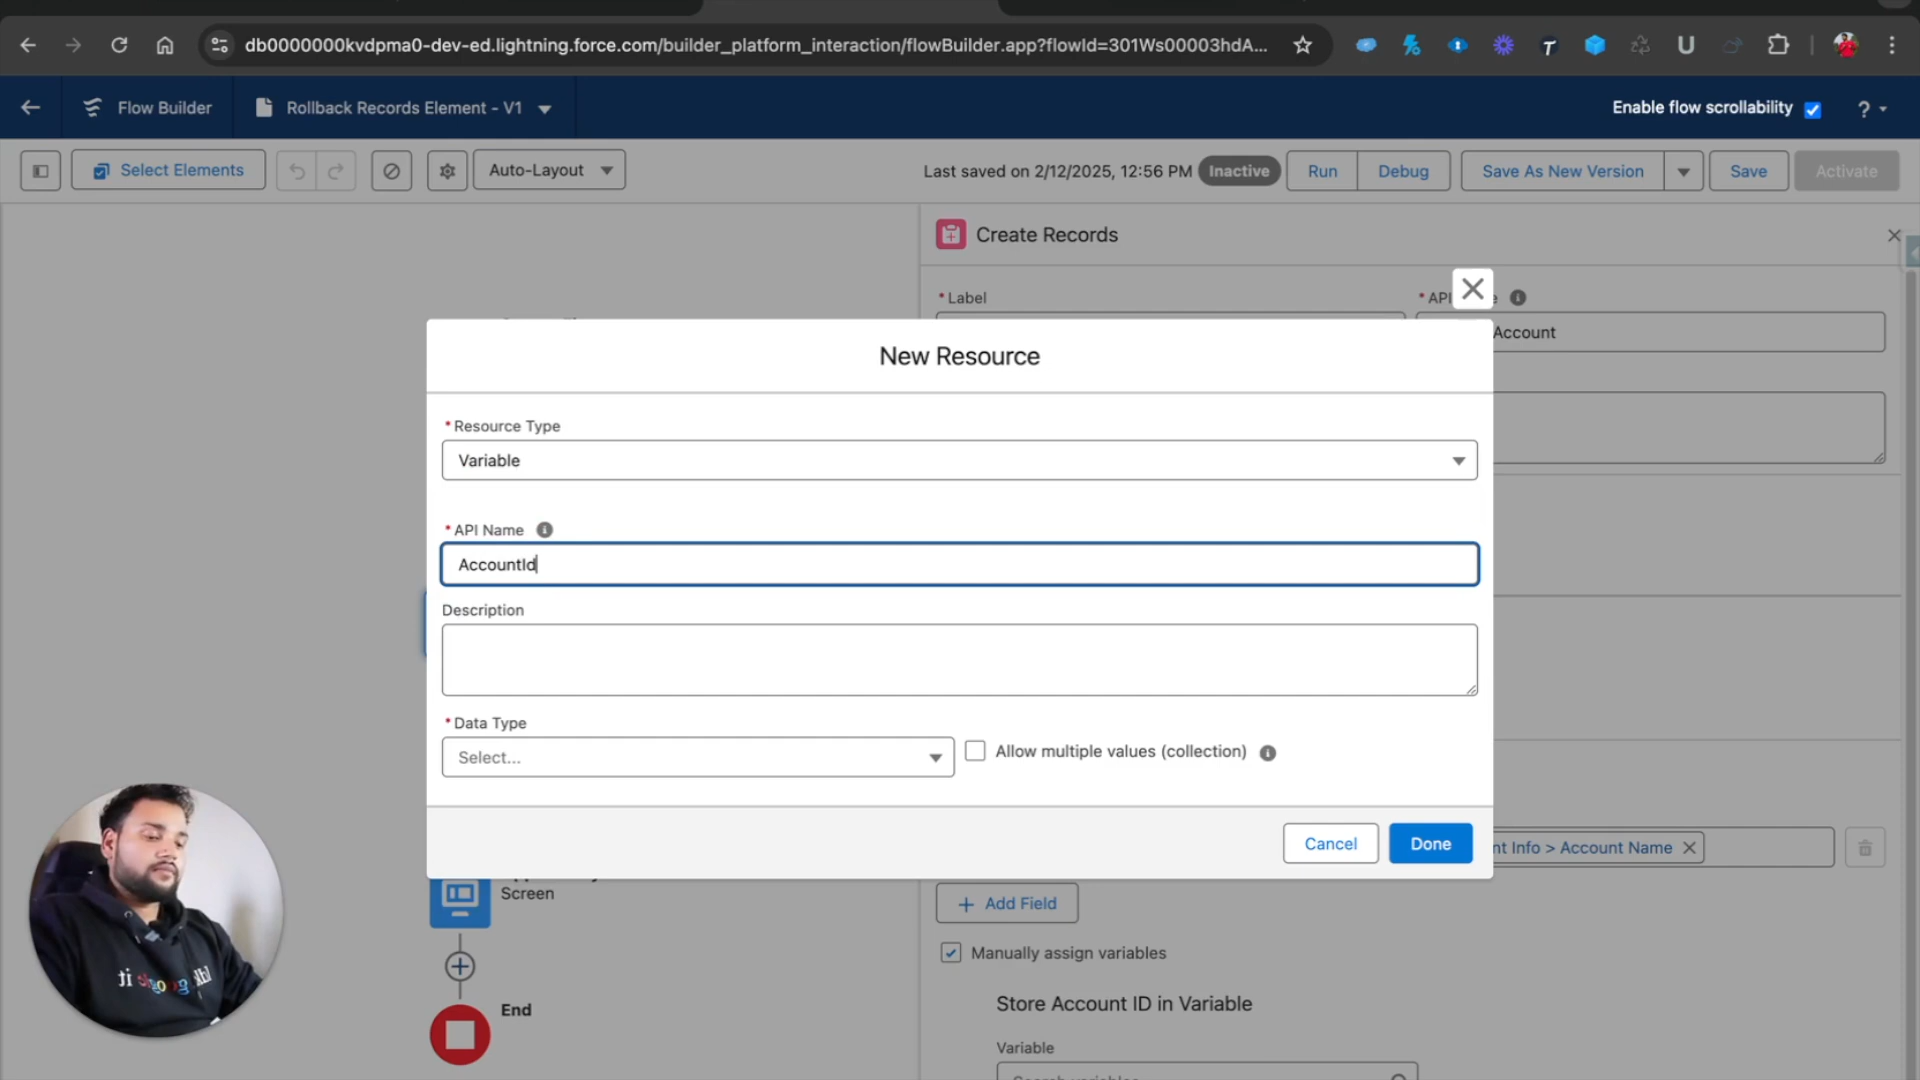 db0000000kvdpma0-dev-ed.lightning.force.com/builder_platform_interaction/flowBuilder.app?flowId=301Ws00003hdA...
Flow Builder
Rollback Records Element - V1
Enable flow scrollability
?
Select Elements
Auto-Layout
Last saved on 2/12/2025, 12:56 PM
Inactive
Run
Debug
Save As New Version
Save
Activate
Create Records
* Label
* API
Account
New Resource
* Resource Type
Variable
* API Name
AccountId
Description
* Data Type
Select...
Allow multiple values (collection)
Cancel
Done
nt Info > Account Name
Screen
+ Add Field
Manually assign variables
Store Account ID in Variable
Variable
End